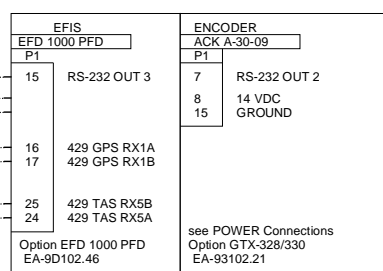 EFIS
EFD 1000 PFD
P1
15 RS-232 OUT 3
16 429 GPS RX1A
17 429 GPS RX1B
25 429 TAS RX5B
24 429 TAS RX5A
Option EFD 1000 PFD
EA-9D102.46
ENCODER
ACK A-30-09
P1
7 RS-232 OUT 2
8 14 VDC
15 GROUND
see POWER Connections
Option GTX-328/330
EA-93102.21